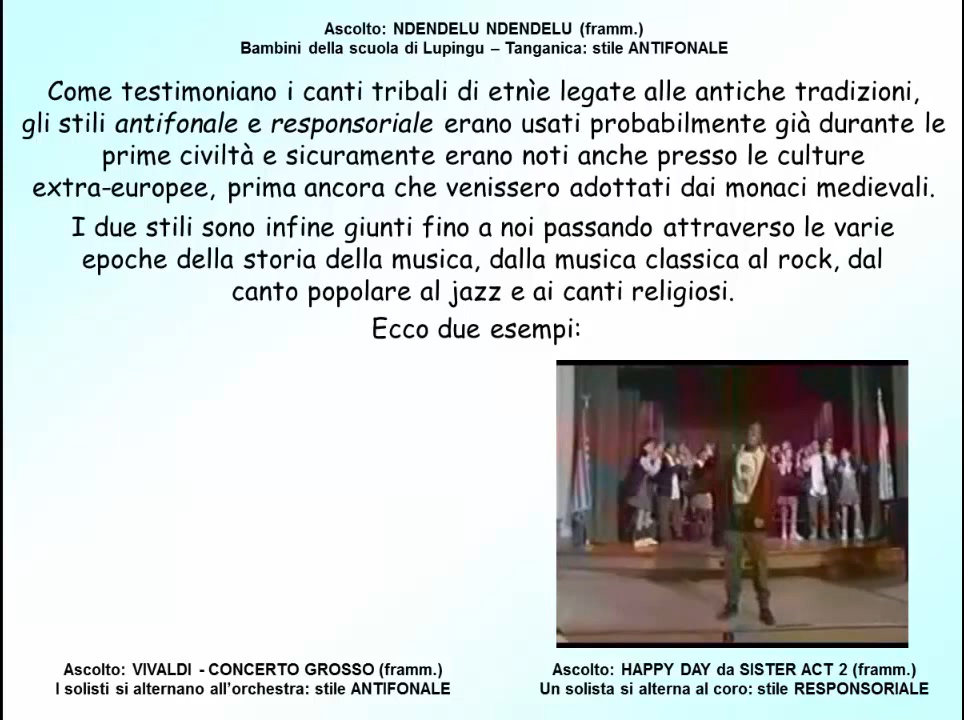 Ascolto: NDENDELU NDENDELU (framm.)
Bambini della scuola di Lupingu – Tanganica: stile ANTIFONALE
Come testimoniano i canti tribali di etnìe legate alle antiche tradizioni,
gli stili antifonale e responsoriale erano usati probabilmente già durante le
prime civiltà e sicuramente erano noti anche presso le culture
extra-europee, prima ancora che venissero adottati dai monaci medievali.
I due stili sono infine giunti fino a noi passando attraverso le varie
epoche della storia della musica, dalla musica classica al rock, dal
canto popolare al jazz e ai canti religiosi.
Ecco due esempi:
Ascolto: VIVALDI - CONCERTO GROSSO (framm.)
I solisti si alternano all'orchestra: stile ANTIFONALE
Ascolto: HAPPY DAY da SISTER ACT 2 (framm.)
Un solista si alterna al coro: stile RESPONSORIALE